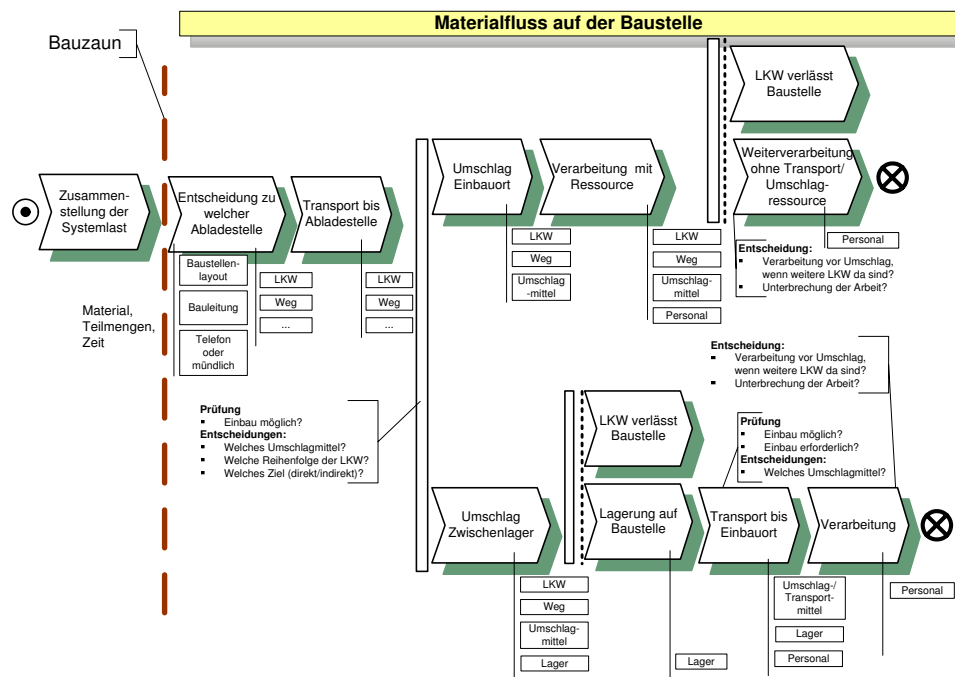 Materialfluss auf der Baustelle
Bauzaun
LKW verlässt
Baustelle
Zusammen-
stellung der
Systemlast
Entscheidung zu
welcher
Abladestelle
Transport bis
Abladestelle
Umschlag
Einbauort
Verarbeitung mit
Ressource
Weiterverarbeitung
ohne Transport/
Umschlag-
ressource
Baustellen-
layout
Bauleitung
Telefon
oder
mündlich
LKW
Weg
...
LKW
Weg
...
LKW
Weg
Umschlag
-mittel
LKW
Weg
Umschlag-
mittel
Personal
Personal
Entscheidung:
▪ Verarbeitung vor Umschlag,
wenn weitere LKW da sind?
▪ Unterbrechung der Arbeit?
Material,
Teilmengen,
Zeit
Entscheidung:
▪ Verarbeitung vor Umschlag,
wenn weitere LKW da sind?
▪ Unterbrechung der Arbeit?
Prüfung
▪ Einbau möglich?
Entscheidungen:
▪ Welches Umschlagmittel?
▪ Welche Reihenfolge der LKW?
▪ Welches Ziel (direkt/indirekt)?
LKW verlässt
Baustelle
Prüfung
▪ Einbau möglich?
▪ Einbau erforderlich?
Entscheidungen:
▪ Welches Umschlagmittel?
Umschlag
Zwischenlager
Lagerung auf
Baustelle
Transport bis
Einbauort
Verarbeitung
LKW
Weg
Umschlag-
mittel
Lager
Lager
Umschlag-/
Transport-
mittel
Lager
Personal
Personal